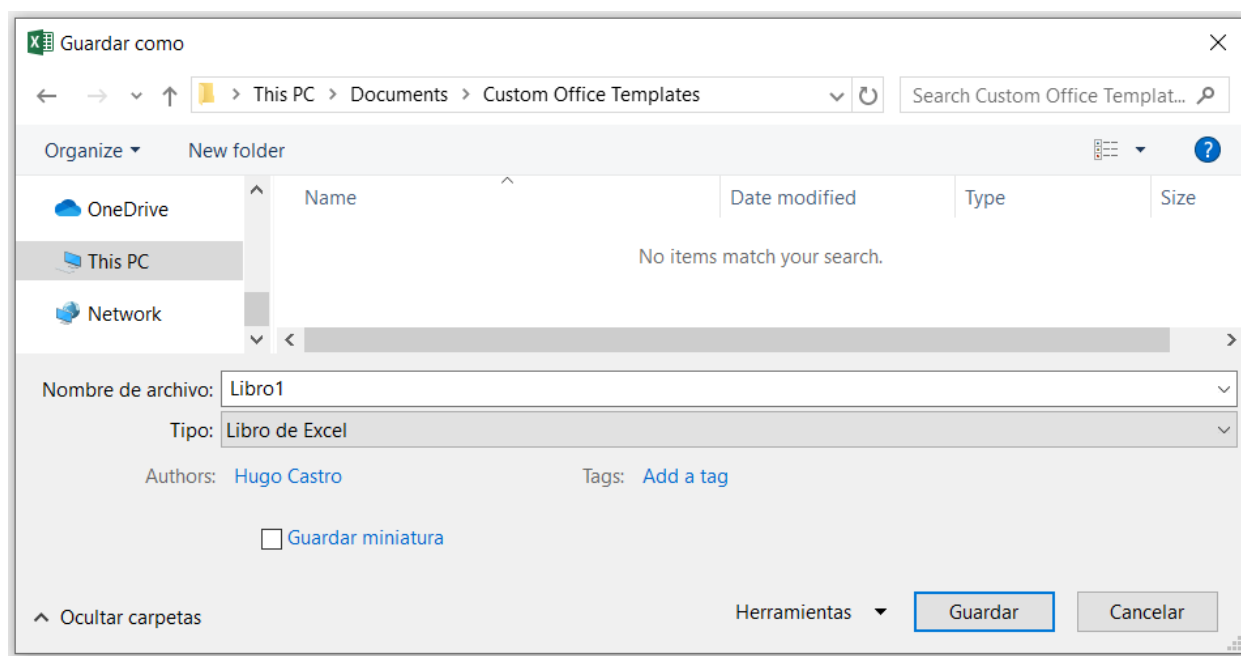 Guardar como
This PC > Documents > Custom Office Templates
Search Custom Office Templat...
Organize New folder
?
OneDrive
This PC
Network
Name Date modified Type Size
No items match your search.
Nombre de archivo: Libro1
Tipo: Libro de Excel
Authors: Hugo Castro Tags: Add a tag
Guardar miniatura
Ocultar carpetas Herramientas Guardar Cancelar